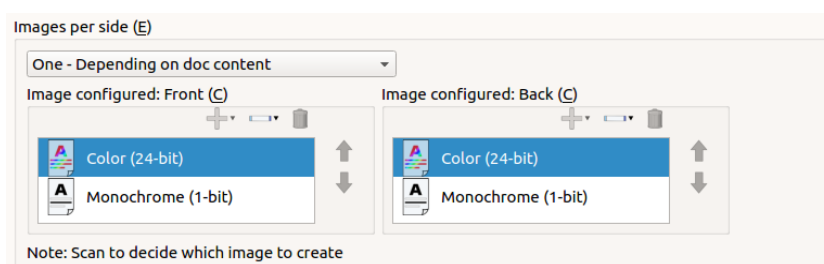 Images per side (E)
One - Depending on doc content
Image configured: Front (C)
Image configured: Back (C)
Color (24-bit)
Monochrome (1-bit)
Color (24-bit)
Monochrome (1-bit)
Note: Scan to decide which image to create